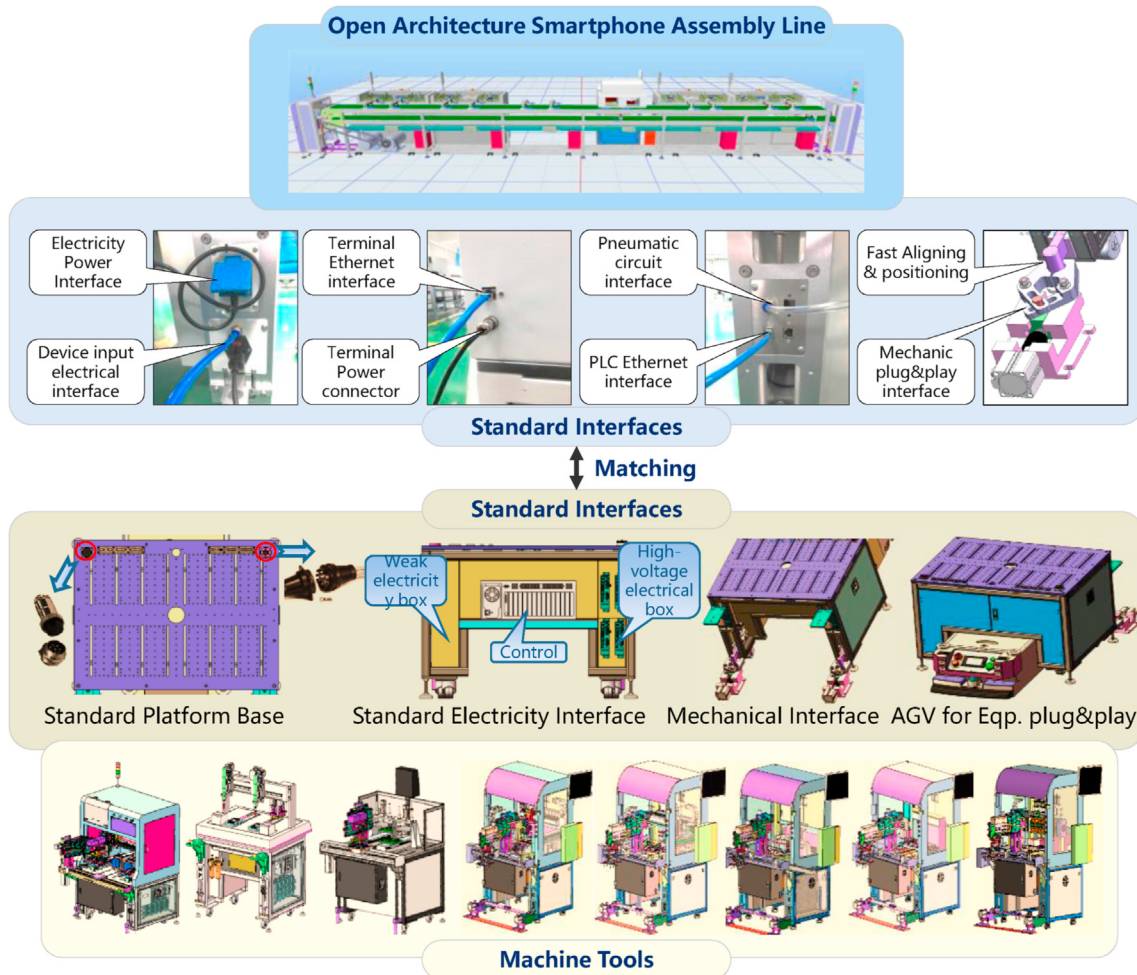 Open Architecture Smartphone Assembly Line
Electricity
Power
Interface
Terminal
Ethernet
interface
Pneumatic
circuit
interface
Fast Aligning
& positioning
Device input
electrical
interface
Terminal
Power
connector
PLC Ethernet
interface
Mechanic
plug&play
interface
Standard Interfaces
Matching
Standard Interfaces
Weak
electricit
y box
High-
voltage
electrical
box
Control
Standard Platform Base
Standard Electricity Interface
Mechanical Interface
AGV for Eqp. plug&play
Machine Tools